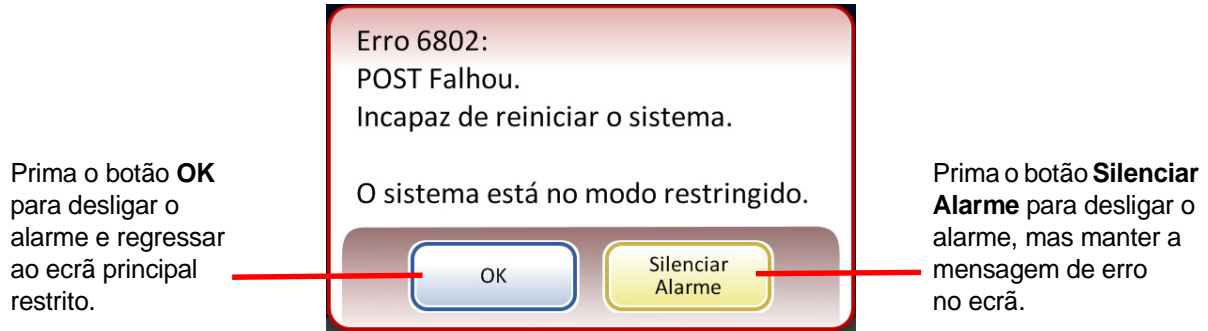 Erro 6802:
POST Falhou.
Incapaz de reiniciar o sistema.
O sistema está no modo restringido.
OK
Silenciar
Alarme
Prima o botão OK
para desligar o
alarme e regressar
ao ecrã principal
restrito.
Prima o botão Silenciar
Alarme para desligar o
alarme, mas manter a
mensagem de erro
no ecrã.